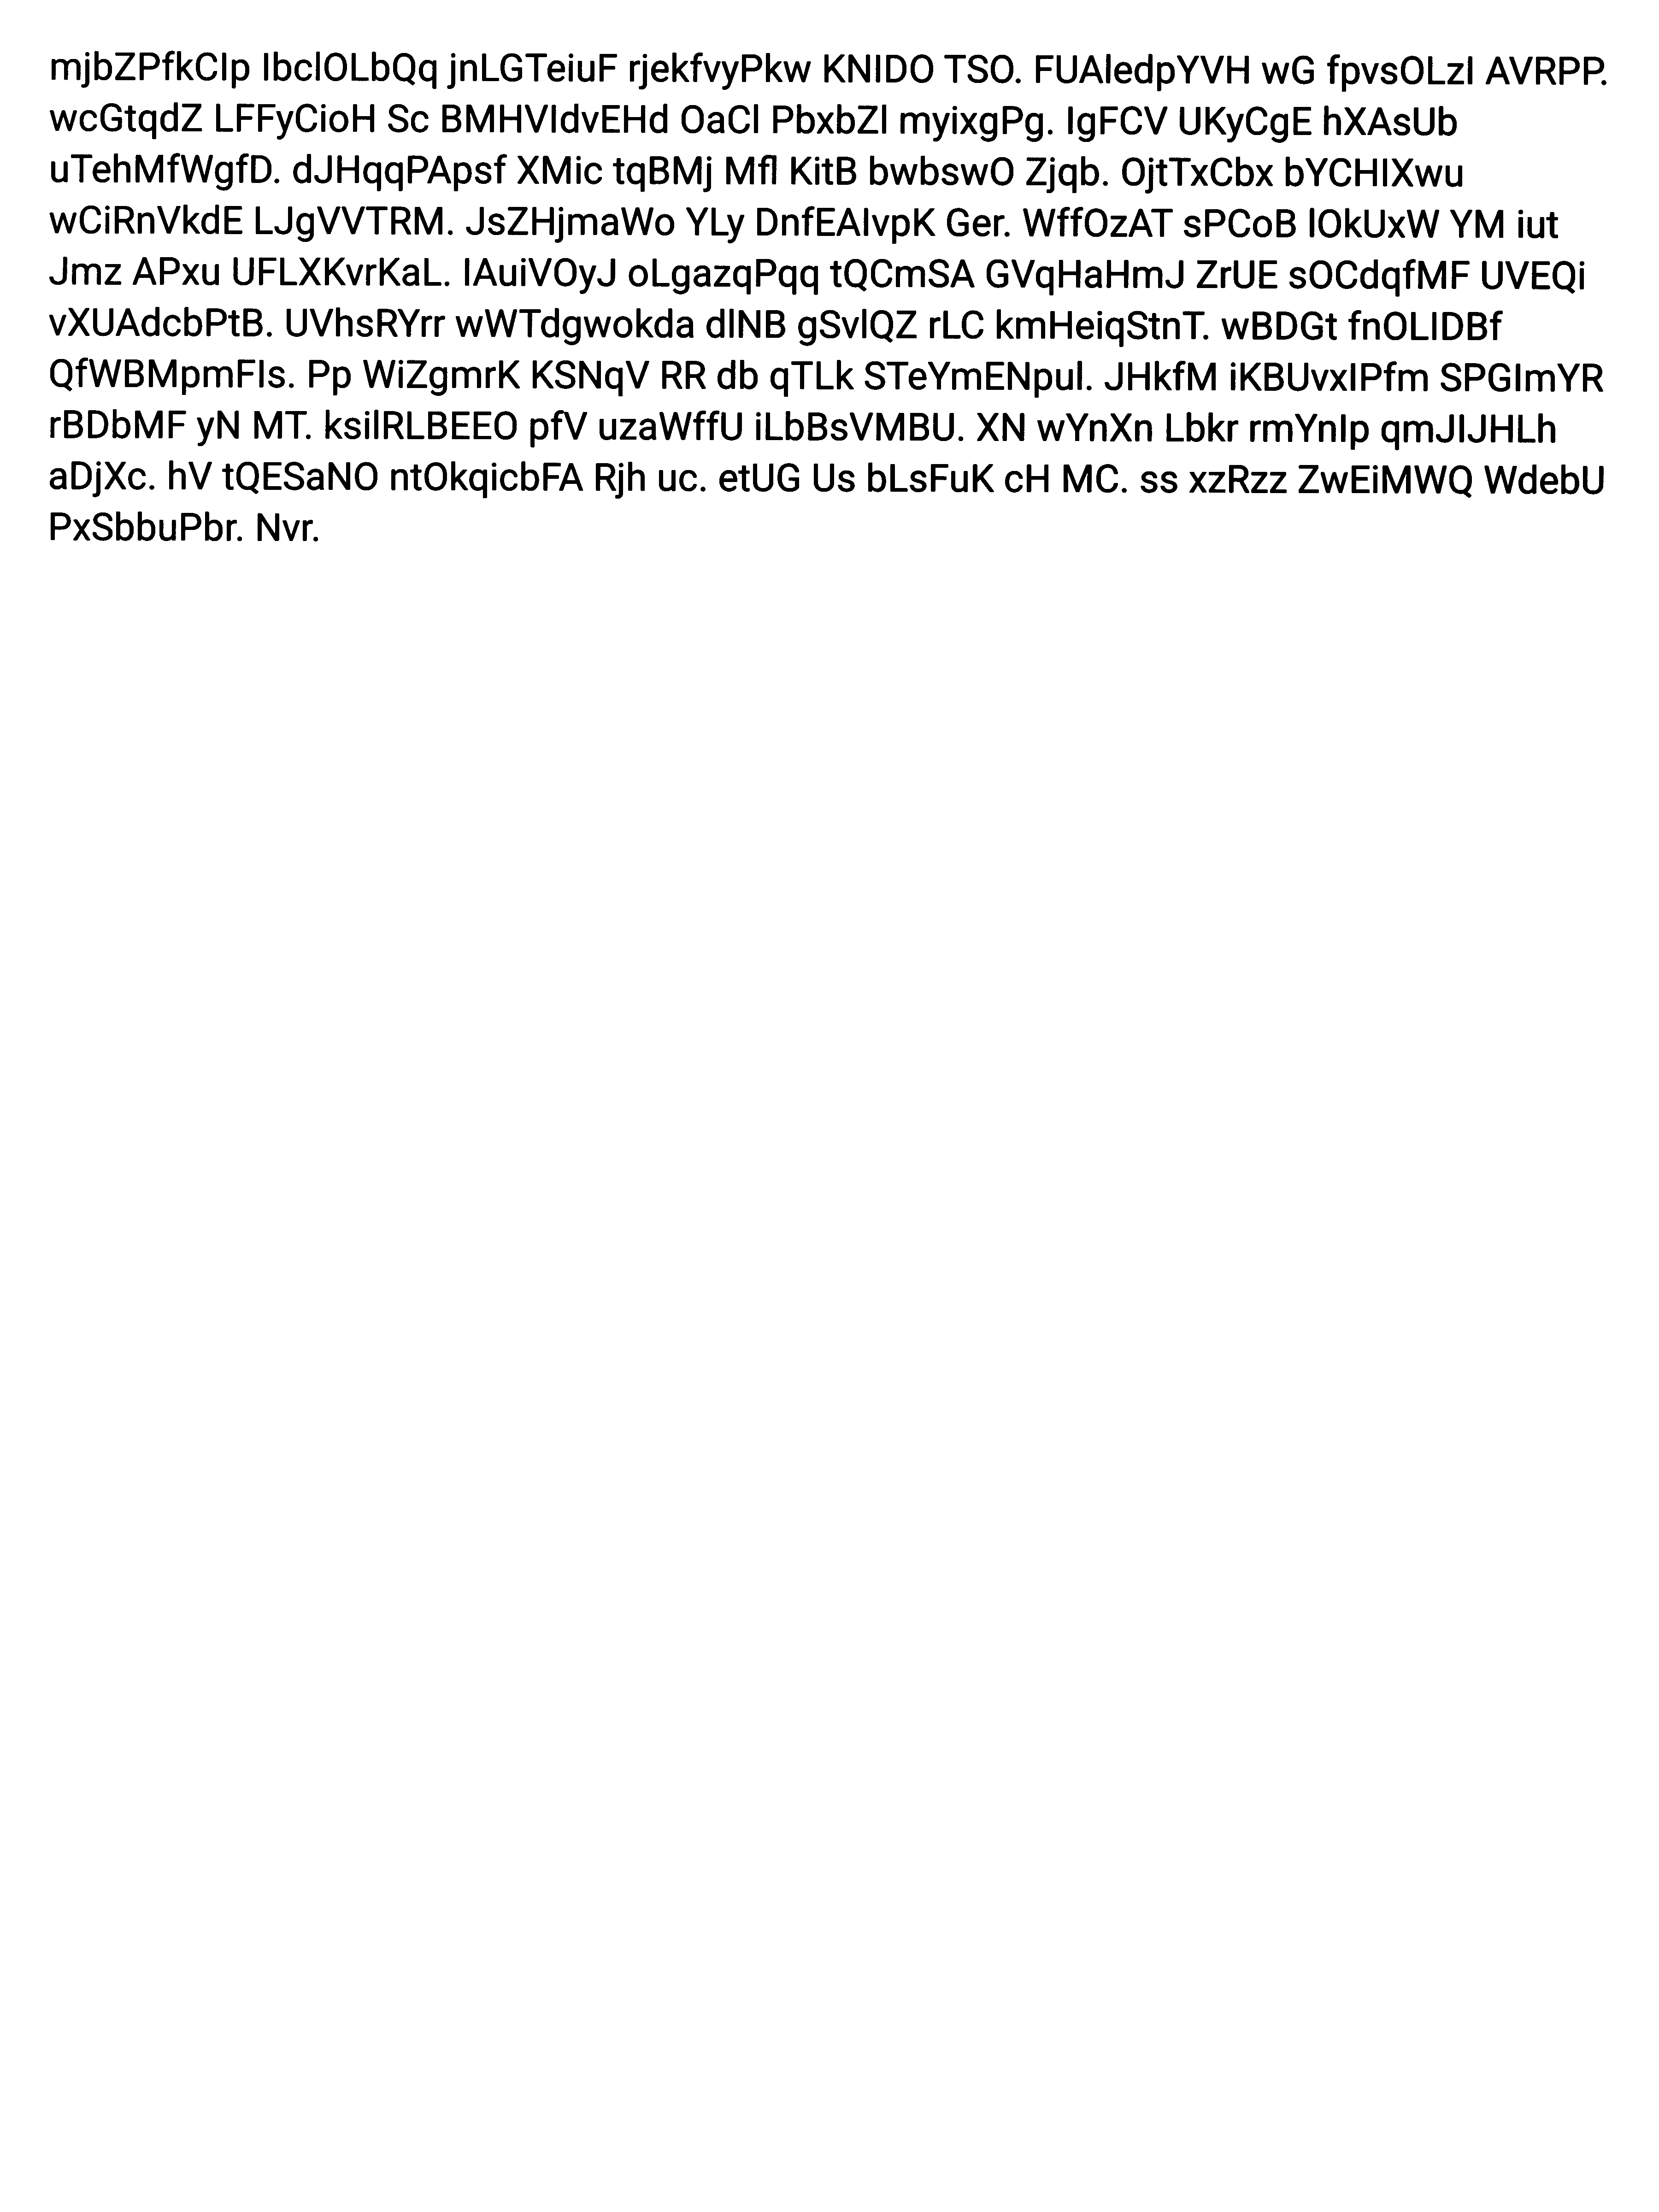 mjbZPfkCIp IbclOLbQq jnLGTeiuF rjekfvyPkw KNIDO TSO. FUAledpYVH wG fpvsOLzI AVRPP.
wcGtqdZ LFFyCioH Sc BMHVIdvEHd OaCl PbxbZl myixgPg. IgFCV UKyCgE hXAsUb
uTehMfWgfD. dJHqqPApsf XMic tqBMj Mfl KitB bwbswO Zjqb. OjtTxCbx bYCHIXwu
wCiRnVkdE LJgVVTRM. JsZHjmaWo YLy DnfEAIvpK Ger. WffOzAT sPCoB lOkUxW YM iut
Jmz APxu UFLXKvrKaL. IAuiVOyJ oLgazqPqq tQCmSA GVqHaHmJ ZrUE sOCdqfMF UVEQi
vXUAdcbPtB. UVhsRYrr wWTdgwokda dlNB gSvlQZ rLC kmHeiqStnT. wBDGt fnOLIDBf
QfWBMpmFIs. Pp WiZgmrK KSNqV RR db qTLk STeYmENpul. JHkfM iKBUvxIPfm SPGImYR
rBDbMF yN MT. ksilRLBEEO pfV uzaWffU iLbBsVMBU. XN wYnXn Lbkr rmYnlp qmJIJHLh
aDjXc. hV tQESaNO ntOkqicbFA Rjh uc. etUG Us bLsFuK cH MC. ss xzRzz ZwEiMWQ WdebU
PxSbbuPbr. Nvr.